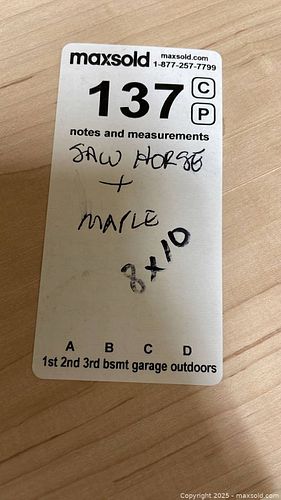 maxsold maxsold.com
1-877-257-7799
137 C
P
notes and measurements
SAW HORSE
+
MAPLE
8x10
A B C D
1st 2nd 3rd bsmt garage outdoors
Copyright © 2025 - maxsold.com